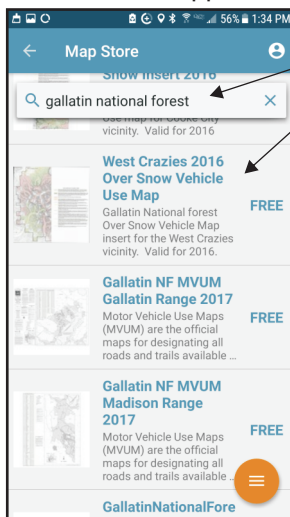 56% 1:34 PM
Map Store
Snow Insert 2016
gallatin national forest
Use map for Cooke City
vicinity. Valid for 2016
West Crazies 2016
Over Snow Vehicle
Use Map
FREE
Gallatin National forest
Over Snow Vehicle Map
insert for the West Crazies
vicinity. Valid for 2016.
Gallatin NF MVUM
Gallatin Range 2017
FREE
Motor Vehicle Use Maps
(MVUM) are the official
maps for designating all
roads and trails available ...
Gallatin NF MVUM
Madison Range
2017
FREE
Motor Vehicle Use Maps
(MVUM) are the official
maps for designating all
roads and trails available ..
GallatinNationalFore